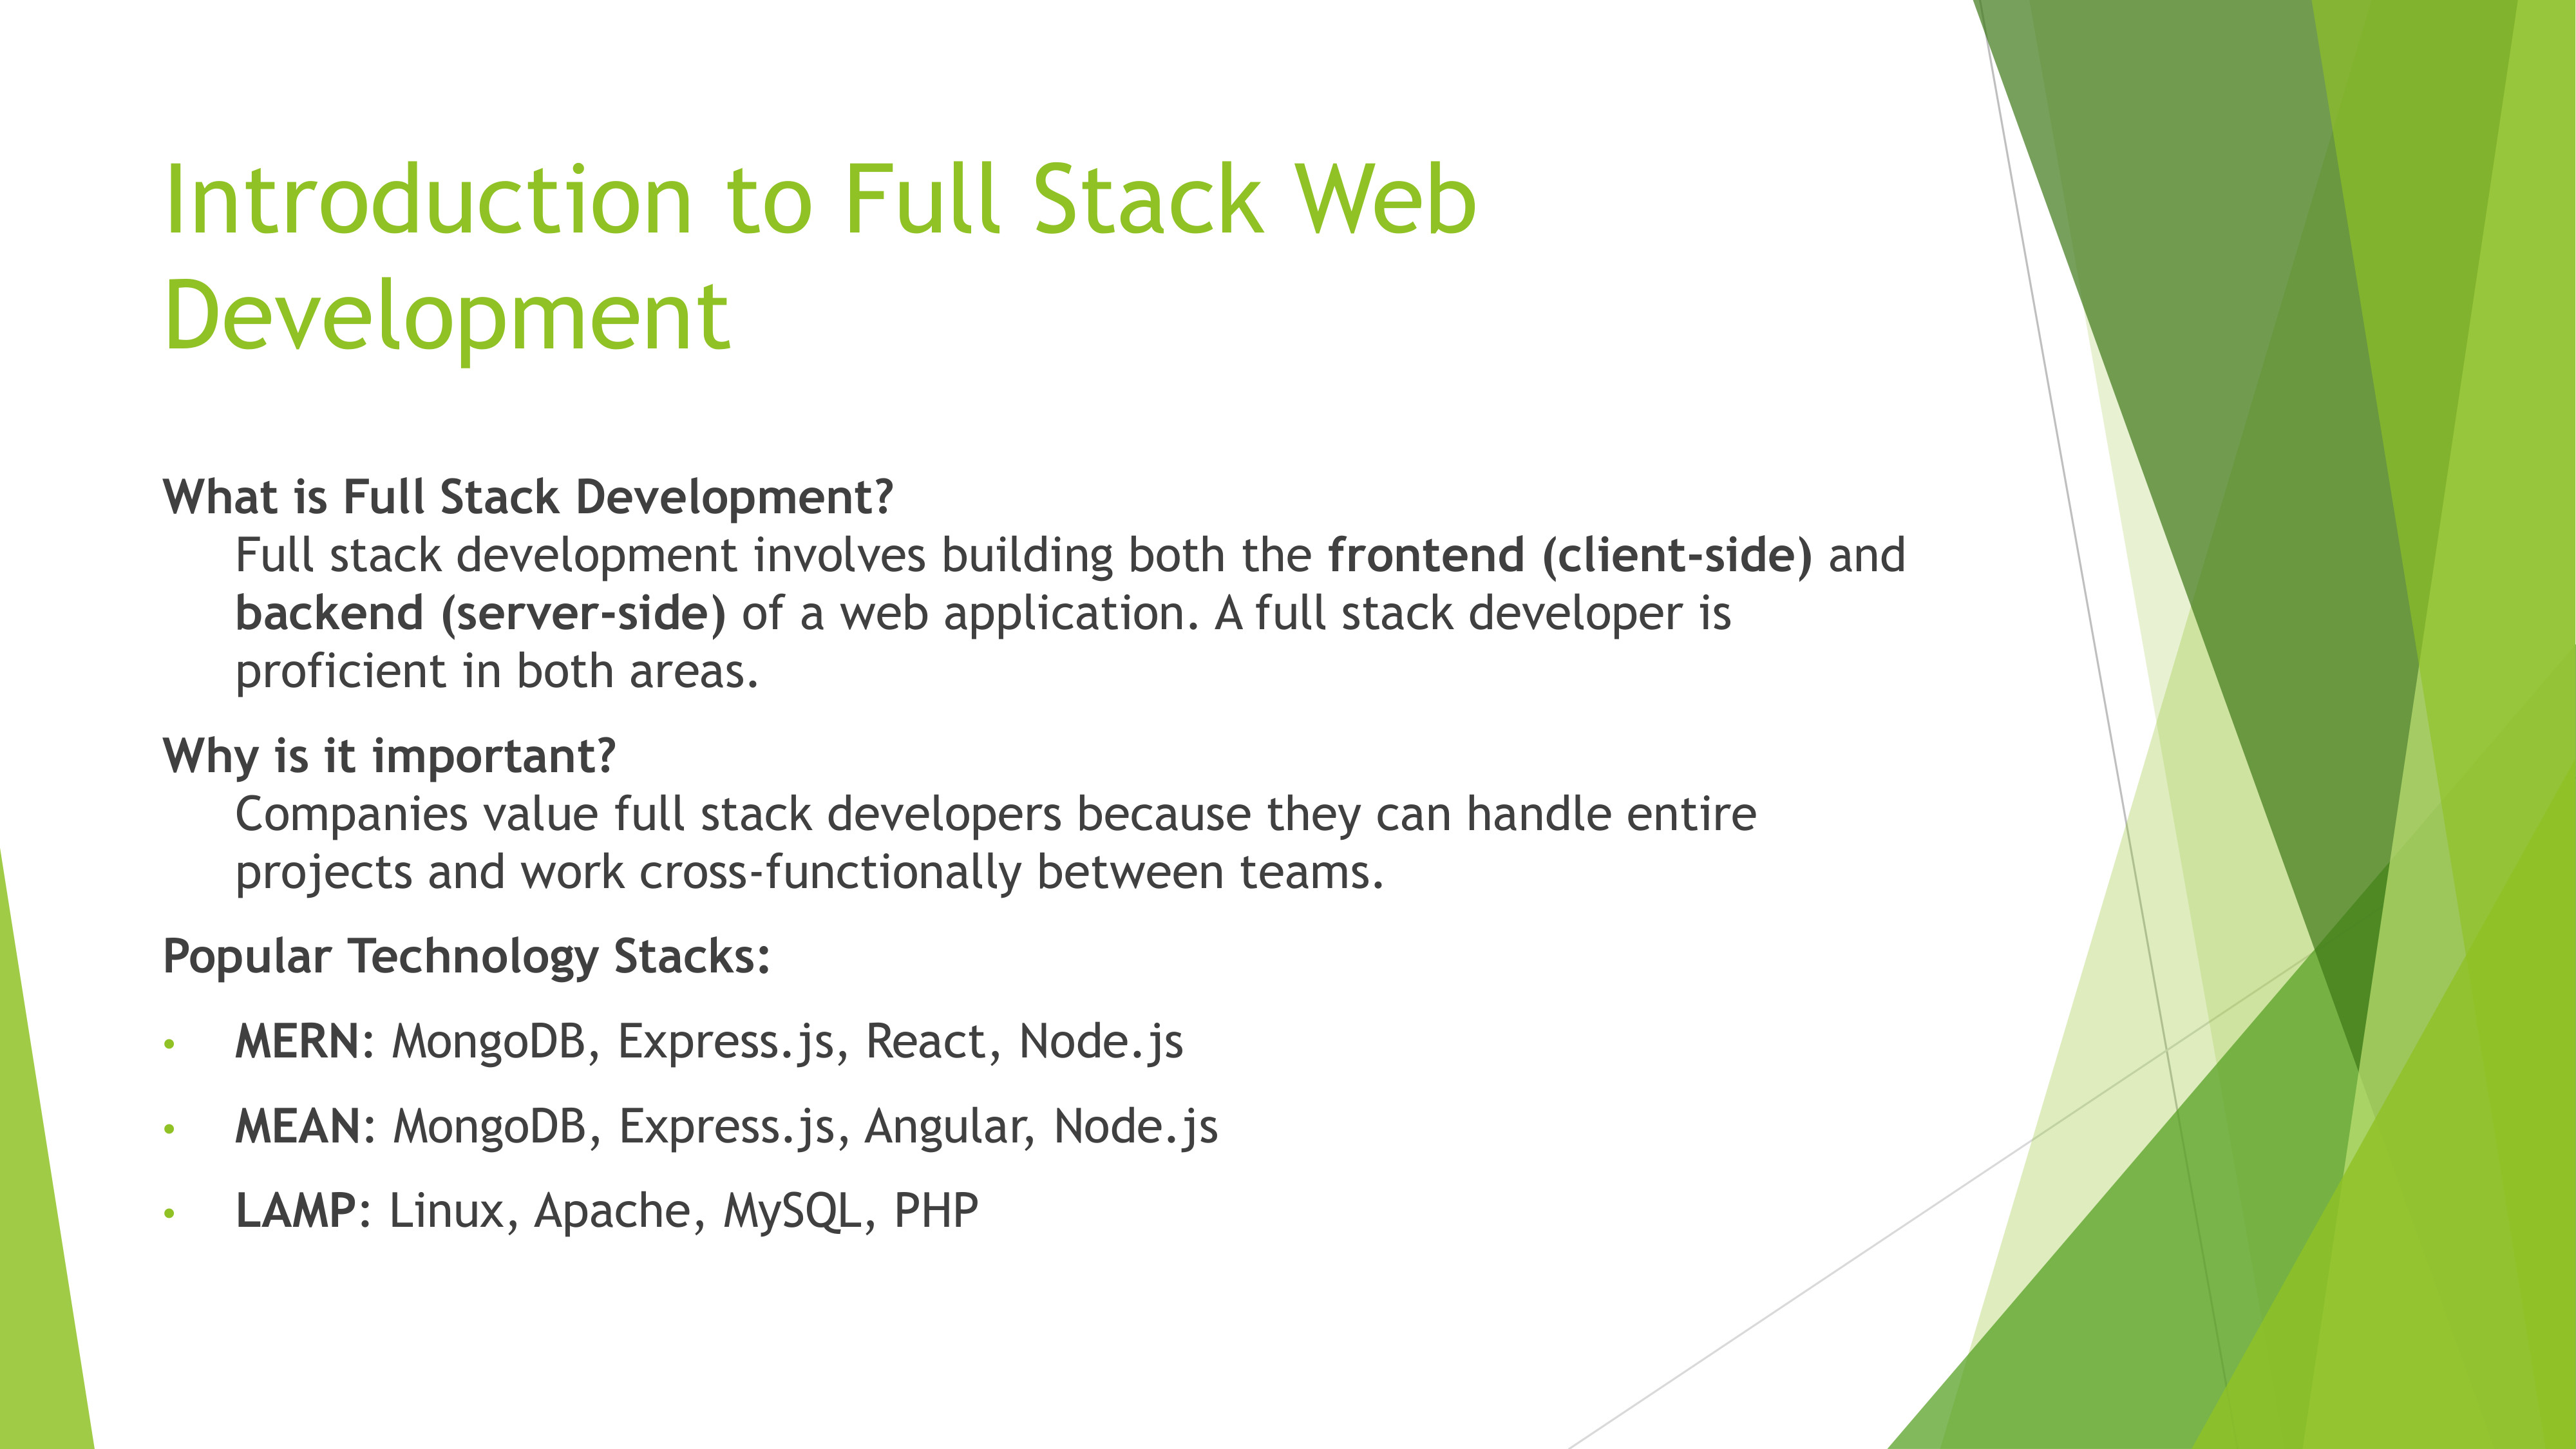 Introduction to Full Stack Web
Development
What is Full Stack Development?
Full stack development involves building both the frontend (client-side) and
backend (server-side) of a web application. A full stack developer is
proficient in both areas.
Why is it important?
Companies value full stack developers because they can handle entire
projects and work cross-functionally between teams.
Popular Technology Stacks:
• MERN: MongoDB, Express.js, React, Node.js
• MEAN: MongoDB, Express.js, Angular, Node.js
• LAMP: Linux, Apache, MySQL, PHP